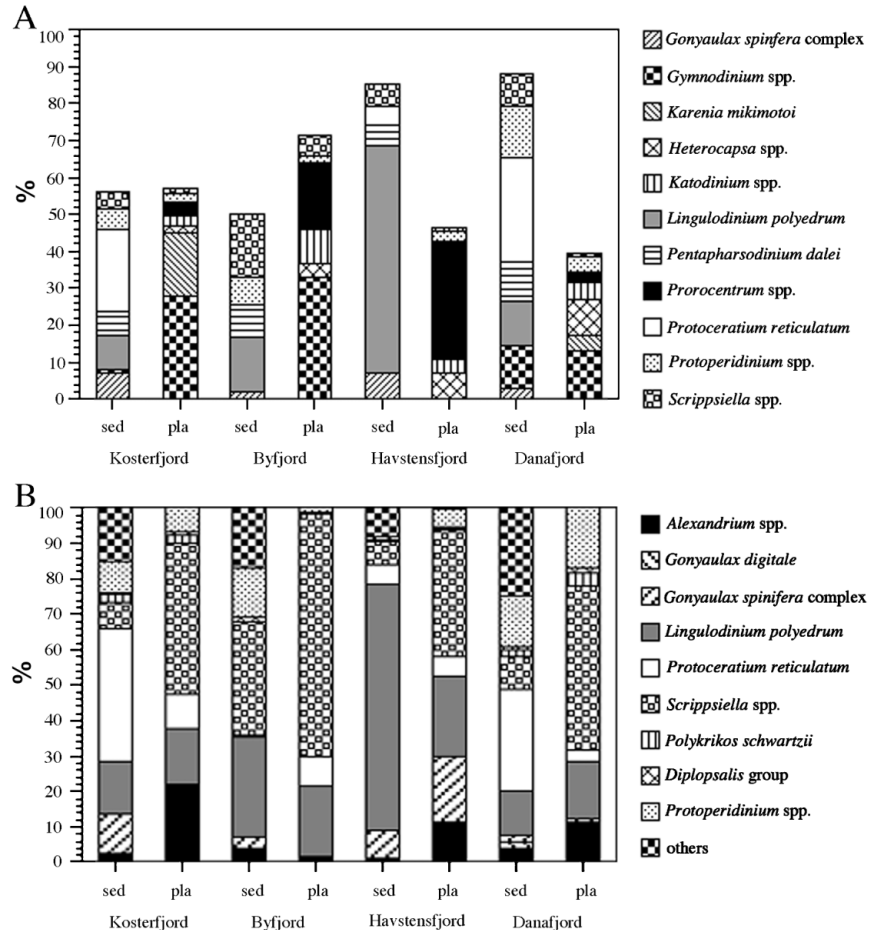 A
100
90
80
70
60
50
40
30
20
10
0
%
sed pla sed pla sed pla sed pla
Kosterfjord Byfjord Havstensfjord Danafjord
Gonyaulax spinfera complex
Gymnodinium spp.
Karenia mikimotoi
Heterocapsa spp.
Katodinium spp.
Lingulodinium polyedrum
Pentapharsodinium dalei
Prorocentrum spp.
Protoceratium reticulatum
Protoperidinium spp.
Scrippsiella spp.
B
100
90
80
70
60
50
40
30
20
10
0
%
sed pla sed pla sed pla sed pla
Kosterfjord Byfjord Havstensfjord Danafjord
Alexandrium spp.
Gonyaulax digitale
Gonyaulax spinifera complex
Lingulodinium polyedrum
Protoceratium reticulatum
Scrippsiella spp.
Polykrikos schwartzii
Diplopsalis group
Protoperidinium spp.
others